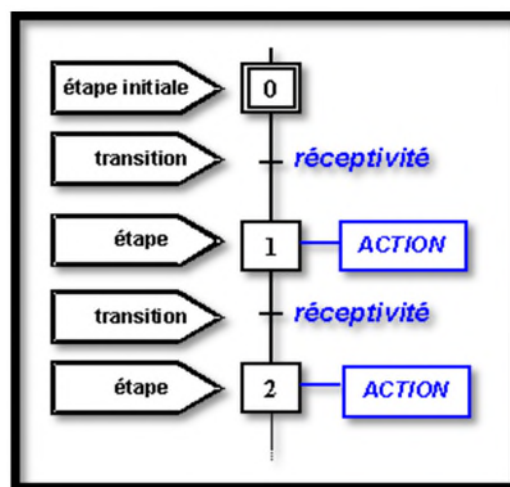 étape initiale
0
transition
réceptivité
étape
1
ACTION
transition
réceptivité
étape
2
ACTION